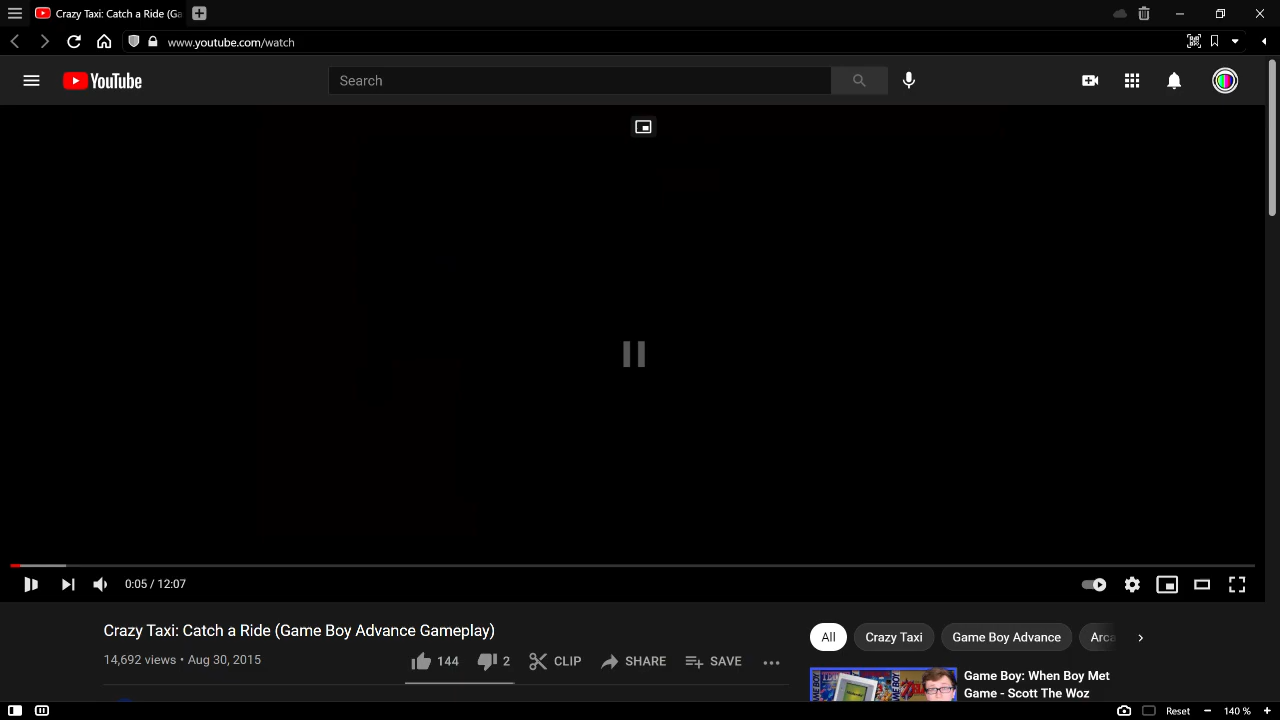 Crazy Taxi: Catch a Ride (Ga
www.youtube.com/watch
YouTube
Search
0:05 / 12:07
Crazy Taxi: Catch a Ride (Game Boy Advance Gameplay)
14,692 views • Aug 30, 2015
144
2
CLIP
SHARE
SAVE
All
Crazy Taxi
Game Boy Advance
Arca
Game Boy: When Boy Met
Game - Scott The Woz
Reset
140 %